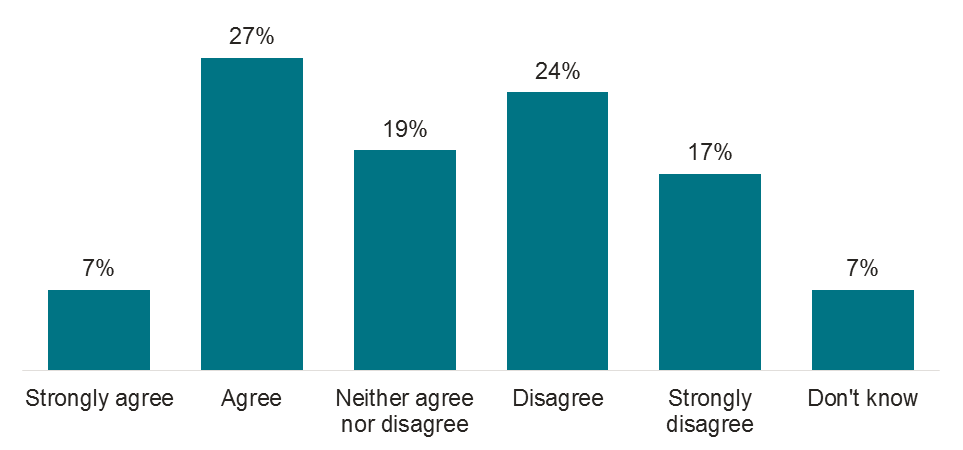 27%
24%
19%
17%
7%
7%
Strongly agree
Agree
Neither agree
nor disagree
Disagree
Strongly
disagree
Don't know